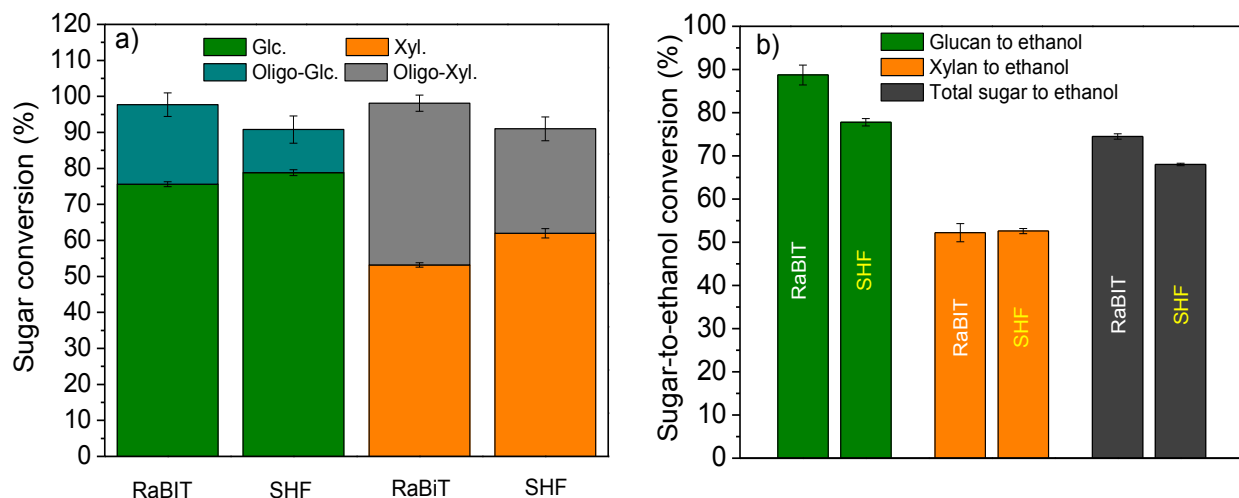 a)
Glc.
Xyl.
Oligo-Glc.
Oligo-Xyl.
Sugar conversion (%)
120
110
100
90
80
70
60
50
40
30
20
10
0
RaBIT
SHF
RaBiT
SHF
b)
Glucan to ethanol
Xylan to ethanol
Total sugar to ethanol
Sugar-to-ethanol conversion (%)
100
90
80
70
60
50
40
30
20
10
0
RaBIT
SHF
RaBIT
SHF
RaBIT
SHF